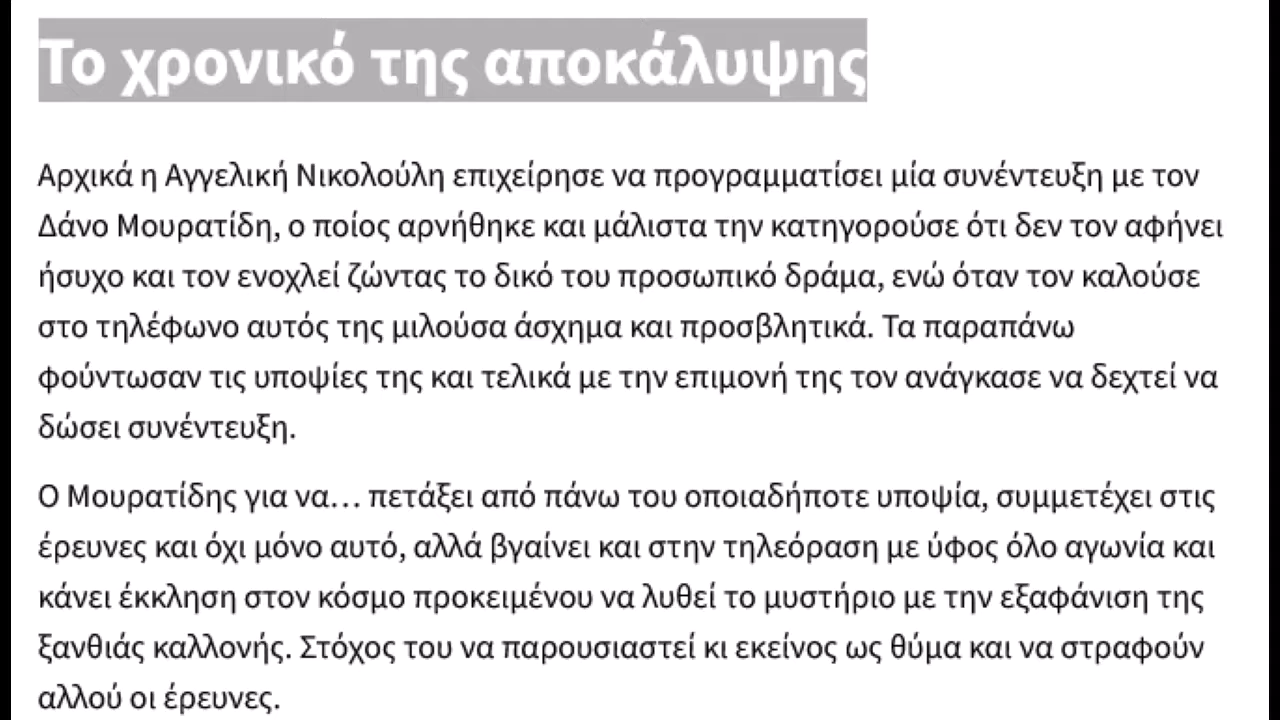 Το χρονικό της αποκάλυψης
Αρχικά η Αγγελική Νικολούλη επιχείρησε να προγραμματίσει μία συνέντευξη με τον
Δάνο Μουρατίδη, ο ποίος αρνήθηκε και μάλιστα την κατηγορούσε ότι δεν τον αφήνει
ήσυχο και τον ενοχλεί ζώντας το δικό του προσωπικό δράμα, ενώ όταν τον καλούσε
στο τηλέφωνο αυτός της μιλούσα άσχημα και προσβλητικά. Τα παραπάνω
φούντωσαν τις υποψίες της και τελικά με την επιμονή της τον ανάγκασε να δεχτεί να
δώσει συνέντευξη.
Ο Μουρατίδης για να… πετάξει από πάνω του οποιαδήποτε υποψία, συμμετέχει στις
έρευνες και όχι μόνο αυτό, αλλά βγαίνει και στην τηλεόραση με ύφος όλο αγωνία και
κάνει έκκληση στον κόσμο προκειμένου να λυθεί το μυστήριο με την εξαφάνιση της
ξανθιάς καλλονής. Στόχος του να παρουσιαστεί κι εκείνος ως θύμα και να στραφούν
αλλού οι έρευνες.